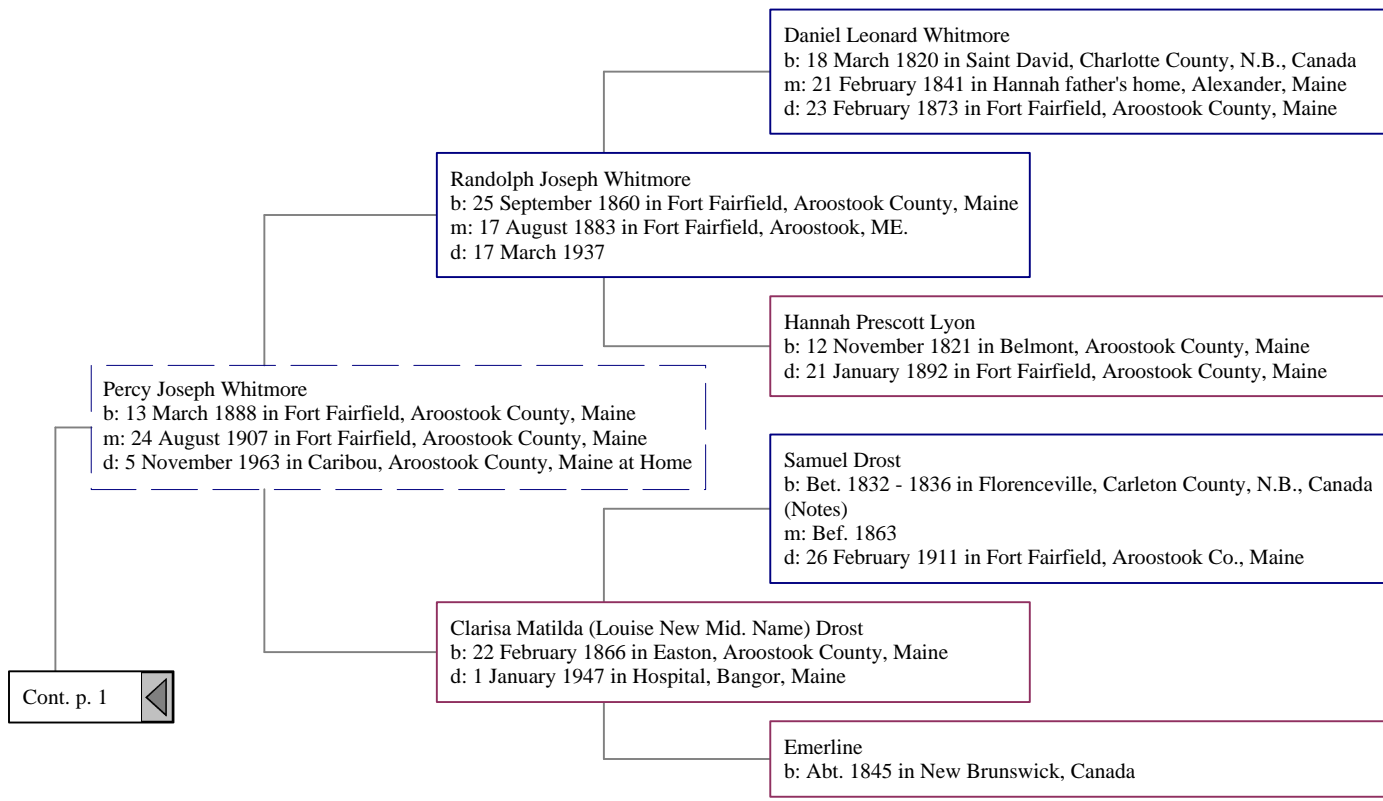 Daniel Leonard Whitmore
b: 18 March 1820 in Saint David, Charlotte County, N.B., Canada
m: 21 February 1841 in Hannah father's home, Alexander, Maine
d: 23 February 1873 in Fort Fairfield, Aroostook County, Maine
Randolph Joseph Whitmore
b: 25 September 1860 in Fort Fairfield, Aroostook County, Maine
m: 17 August 1883 in Fort Fairfield, Aroostook, ME.
d: 17 March 1937
Hannah Prescott Lyon
b: 12 November 1821 in Belmont, Aroostook County, Maine
d: 21 January 1892 in Fort Fairfield, Aroostook County, Maine
Percy Joseph Whitmore
b: 13 March 1888 in Fort Fairfield, Aroostook County, Maine
m: 24 August 1907 in Fort Fairfield, Aroostook County, Maine
d: 5 November 1963 in Caribou, Aroostook County, Maine at Home
Samuel Drost
b: Bet. 1832 - 1836 in Florenceville, Carleton County, N.B., Canada
(Notes)
m: Bef. 1863
d: 26 February 1911 in Fort Fairfield, Aroostook Co., Maine
Clarisa Matilda (Louise New Mid. Name) Drost
b: 22 February 1866 in Easton, Aroostook County, Maine
d: 1 January 1947 in Hospital, Bangor, Maine
Cont. p. 1
Emerline
b: Abt. 1845 in New Brunswick, Canada